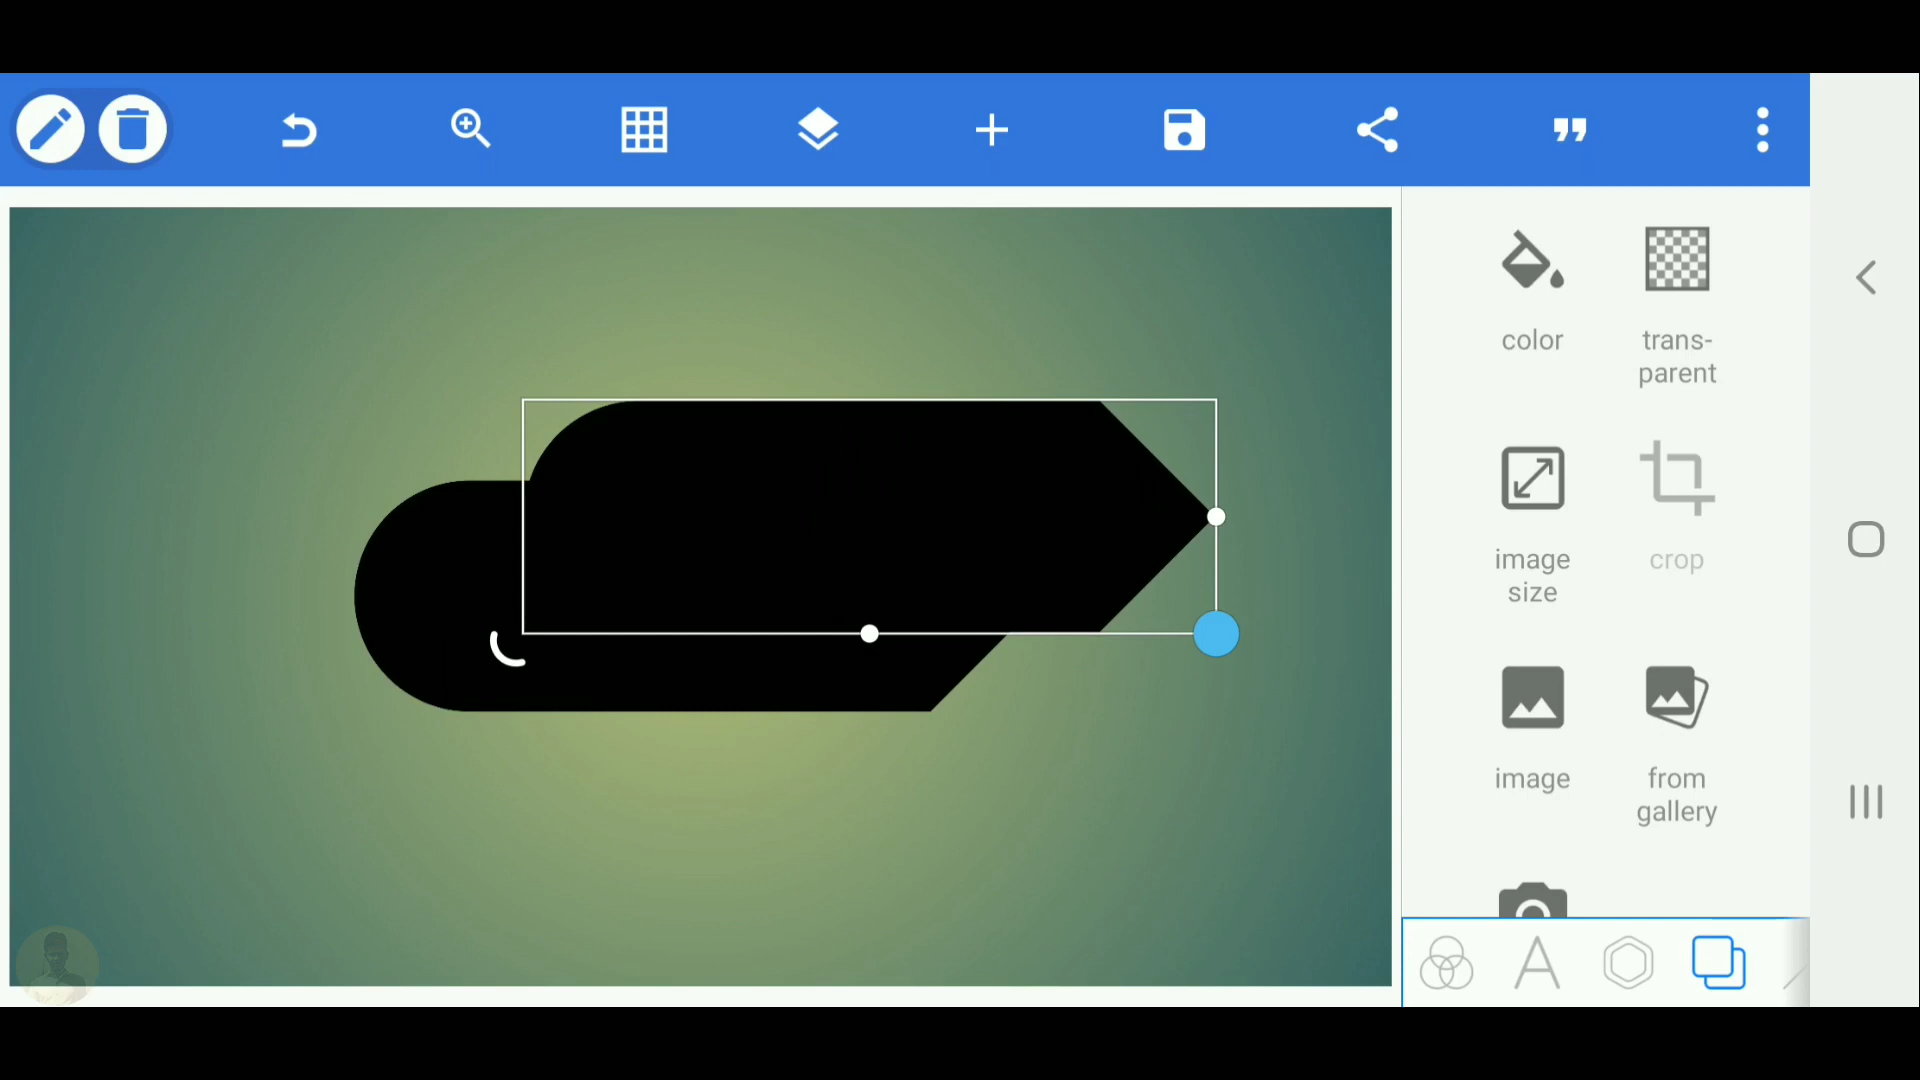 color
trans-
parent
image
size
crop
image
from
gallery